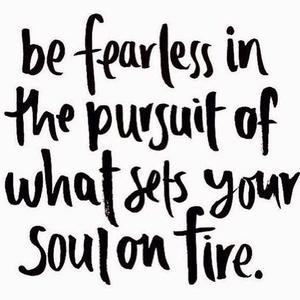 be fearless in
the pursuit of
what sets your
soul on fire.